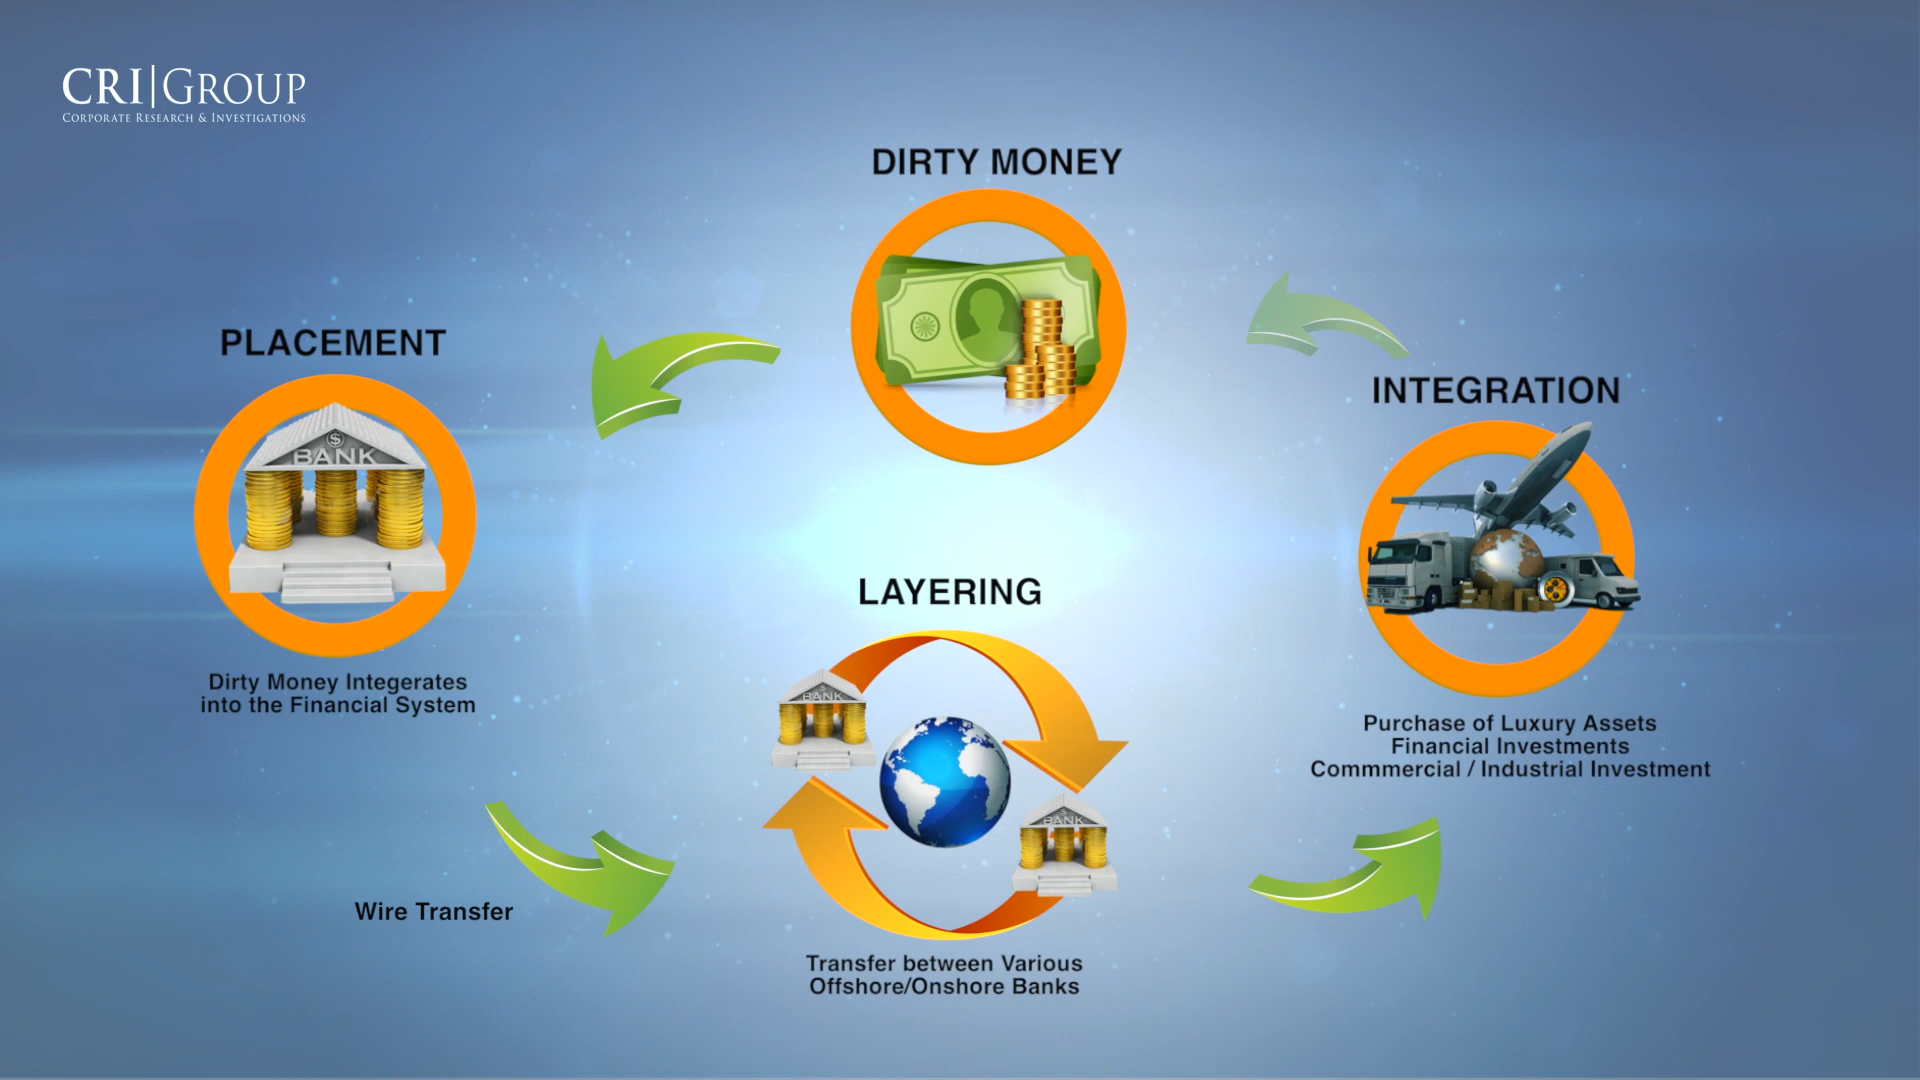 CRI|GROUP
CORPORATE RESEARCH & INVESTIGATIONS
DIRTY MONEY
PLACEMENT
BANK
Dirty Money Integerates
into the Financial System
INTEGRATION
Purchase of Luxury Assets
Financial Investments
Commmercial / Industrial Investment
LAYERING
BANK
BANK
Transfer between Various
Offshore/Onshore Banks
Wire Transfer